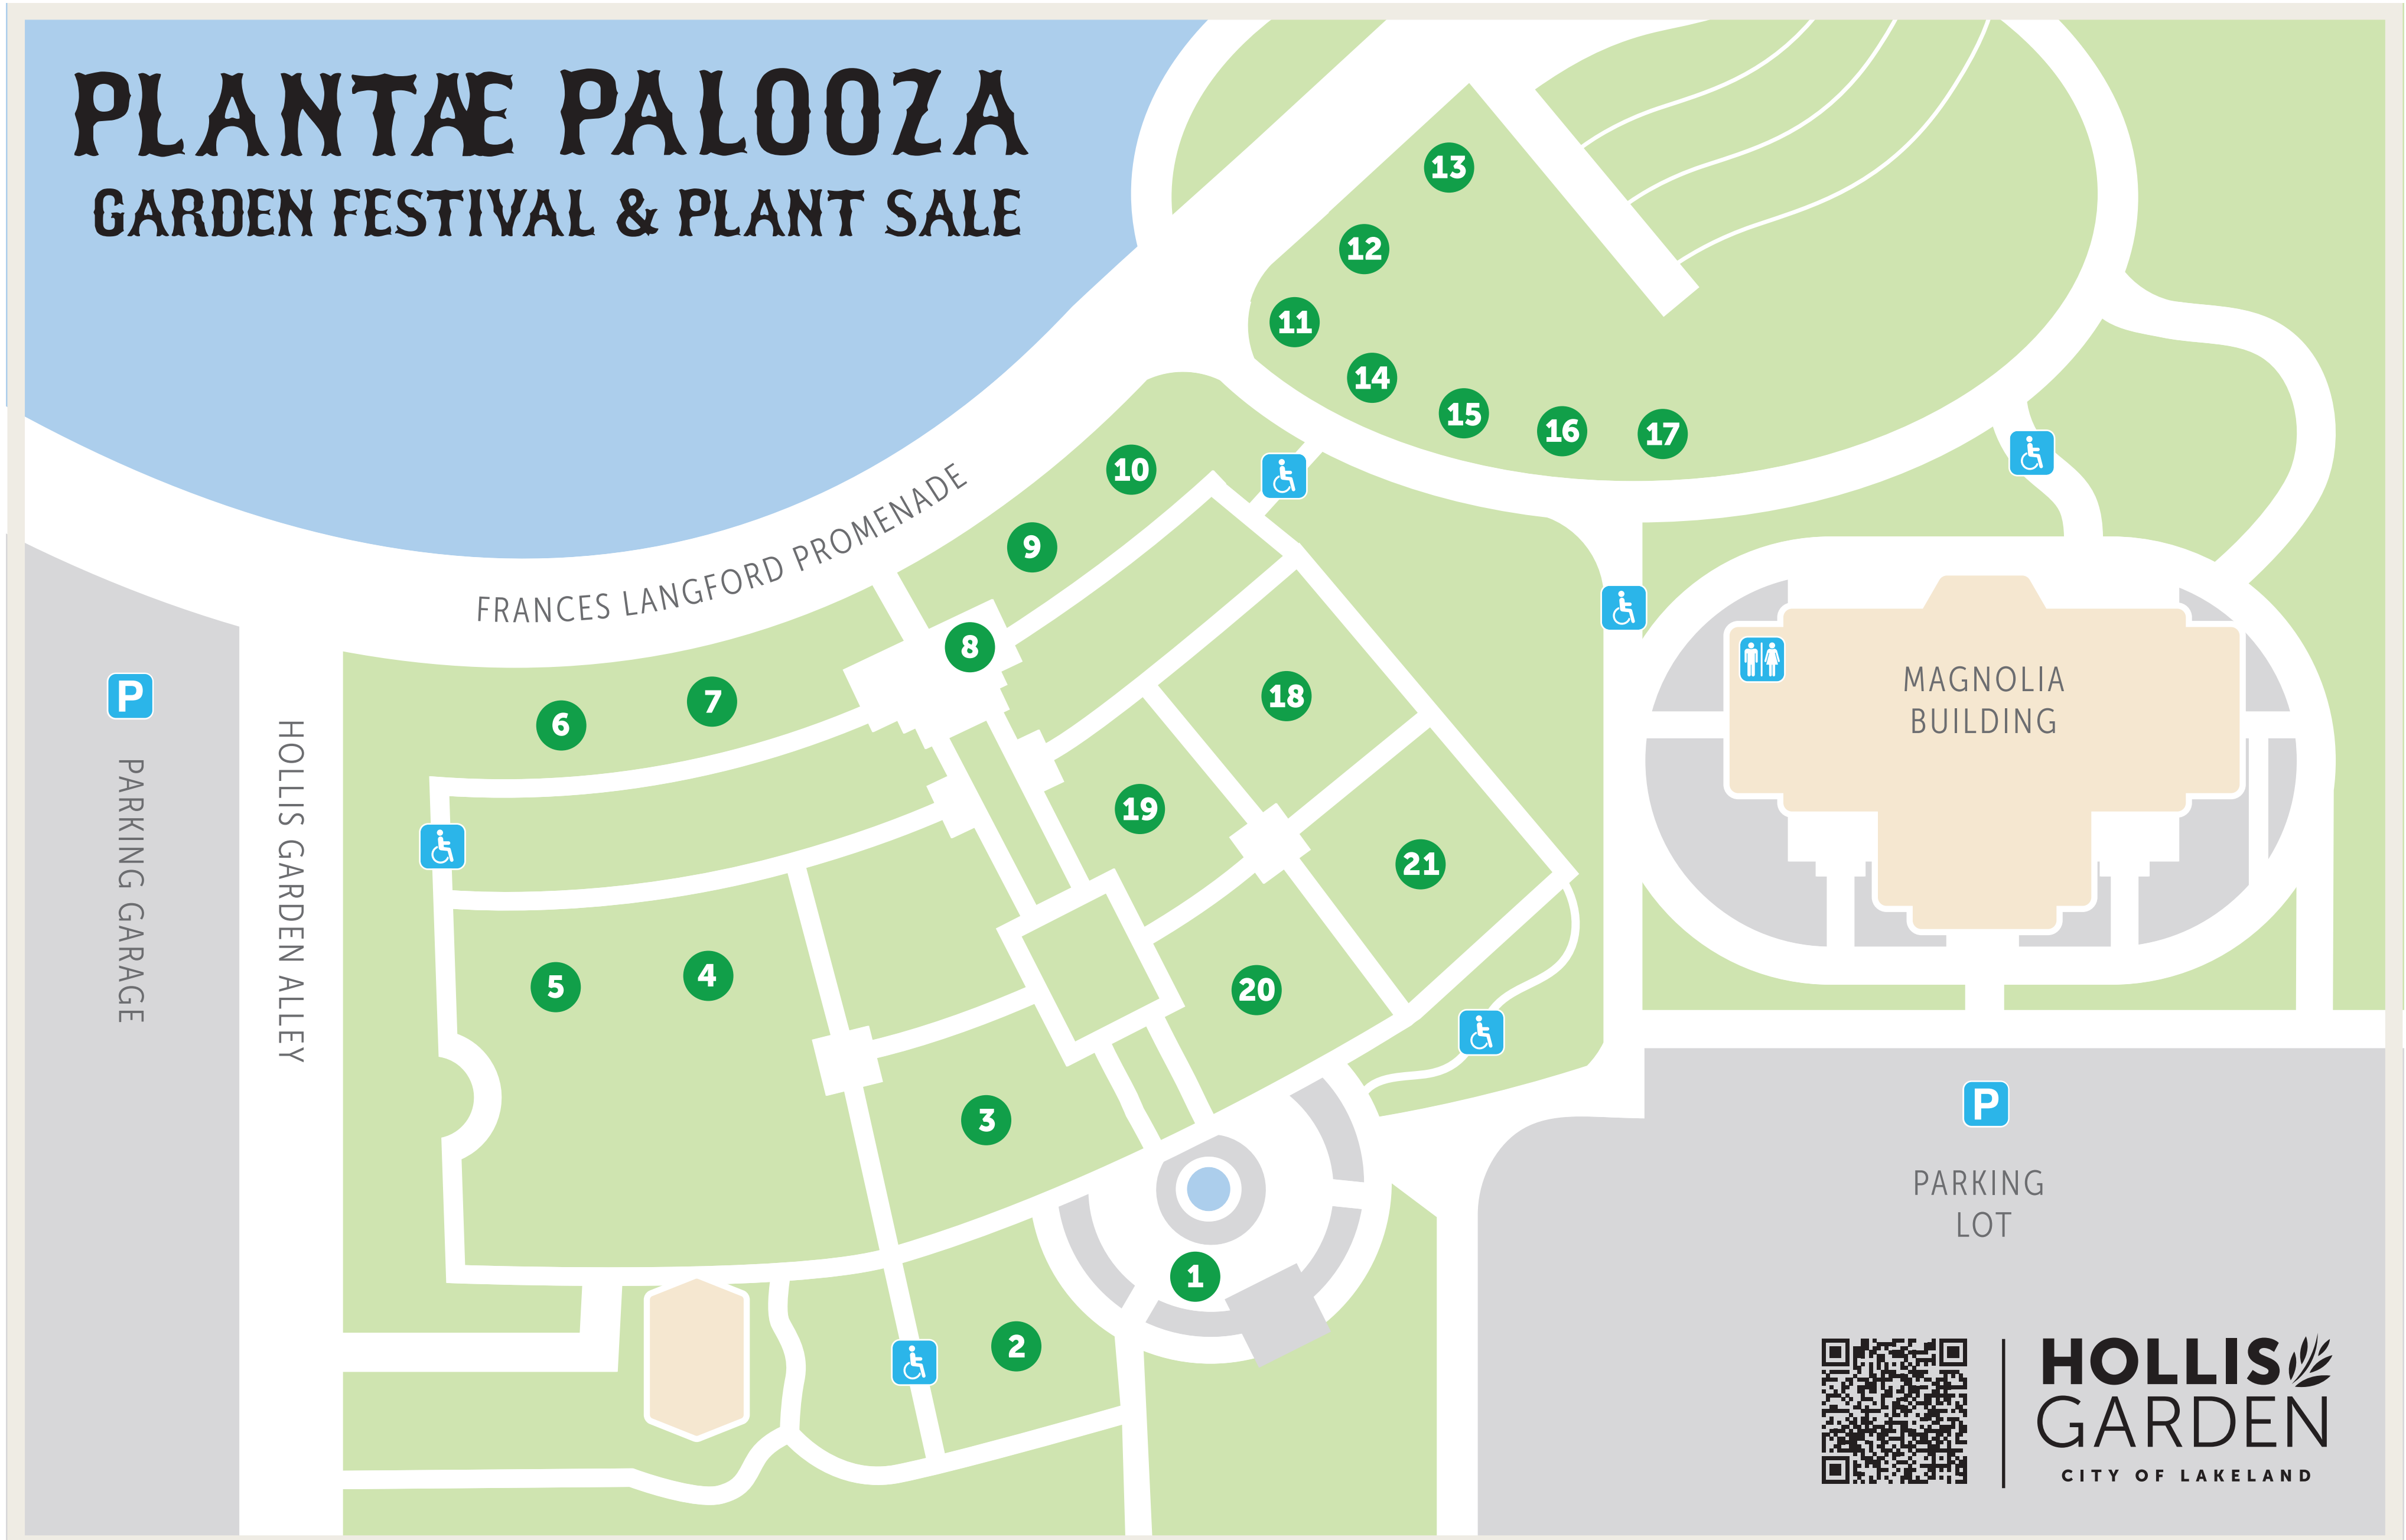 PLANTÆ PALOOZA
GARDEN FESTIVAL & PLANT SALE
13
12
11
14
15
16
17
10
9
FRANCES LANGFORD PROMENADE
8
7
6
18
19
21
20
5
4
3
1
2
P
PARKING GARAGE
HOLLIS GARDEN ALLEY
MAGNOLIA
BUILDING
P
PARKING
LOT
HOLLIS
GARDEN
CITY OF LAKELAND